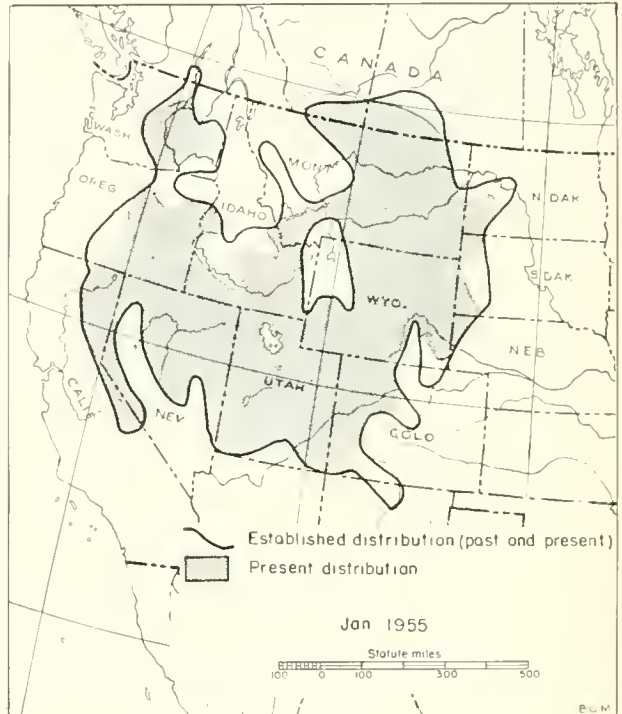 CANADA
WASH
MONT
N DAK
OREG
IDAHO
S DAK
WYO.
NEB
UTAH
CALIF
NEV
COLO
Established distribution (past and present)
Present distribution
Jan 1955
Statute miles
100 0 100 300 500